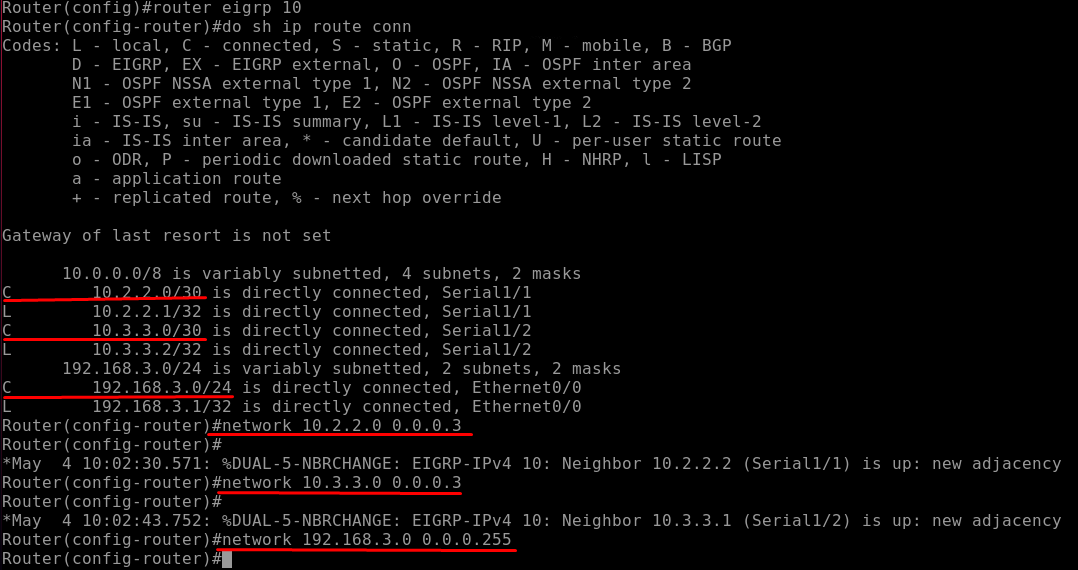 Router(config)#router eigrp 10
Router(config-router)#do sh ip route conn
Codes: L - local, C - connected, S - static, R - RIP, M - mobile, B - BGP
       D - EIGRP, EX - EIGRP external, O - OSPF, IA - OSPF inter area
       N1 - OSPF NSSA external type 1, N2 - OSPF NSSA external type 2
       E1 - OSPF external type 1, E2 - OSPF external type 2
       i - IS-IS, su - IS-IS summary, L1 - IS-IS level-1, L2 - IS-IS level-2
       ia - IS-IS inter area, * - candidate default, U - per-user static route
       o - ODR, P - periodic downloaded static route, H - NHRP, l - LISP
       a - application route
       + - replicated route, % - next hop override

Gateway of last resort is not set

      10.0.0.0/8 is variably subnetted, 4 subnets, 2 masks
C        10.2.2.0/30 is directly connected, Serial1/1
L        10.2.2.1/32 is directly connected, Serial1/1
C        10.3.3.0/30 is directly connected, Serial1/2
L        10.3.3.2/32 is directly connected, Serial1/2
      192.168.3.0/24 is variably subnetted, 2 subnets, 2 masks
C        192.168.3.0/24 is directly connected, Ethernet0/0
L        192.168.3.1/32 is directly connected, Ethernet0/0
Router(config-router)#network 10.2.2.0 0.0.0.3
Router(config-router)#
*May  4 10:02:30.571: %DUAL-5-NBRCHANGE: EIGRP-IPv4 10: Neighbor 10.2.2.2 (Serial1/1) is up: new adjacency
Router(config-router)#network 10.3.3.0 0.0.0.3
Router(config-router)#
*May  4 10:02:43.752: %DUAL-5-NBRCHANGE: EIGRP-IPv4 10: Neighbor 10.3.3.1 (Serial1/2) is up: new adjacency
Router(config-router)#network 192.168.3.0 0.0.0.255
Router(config-router)#